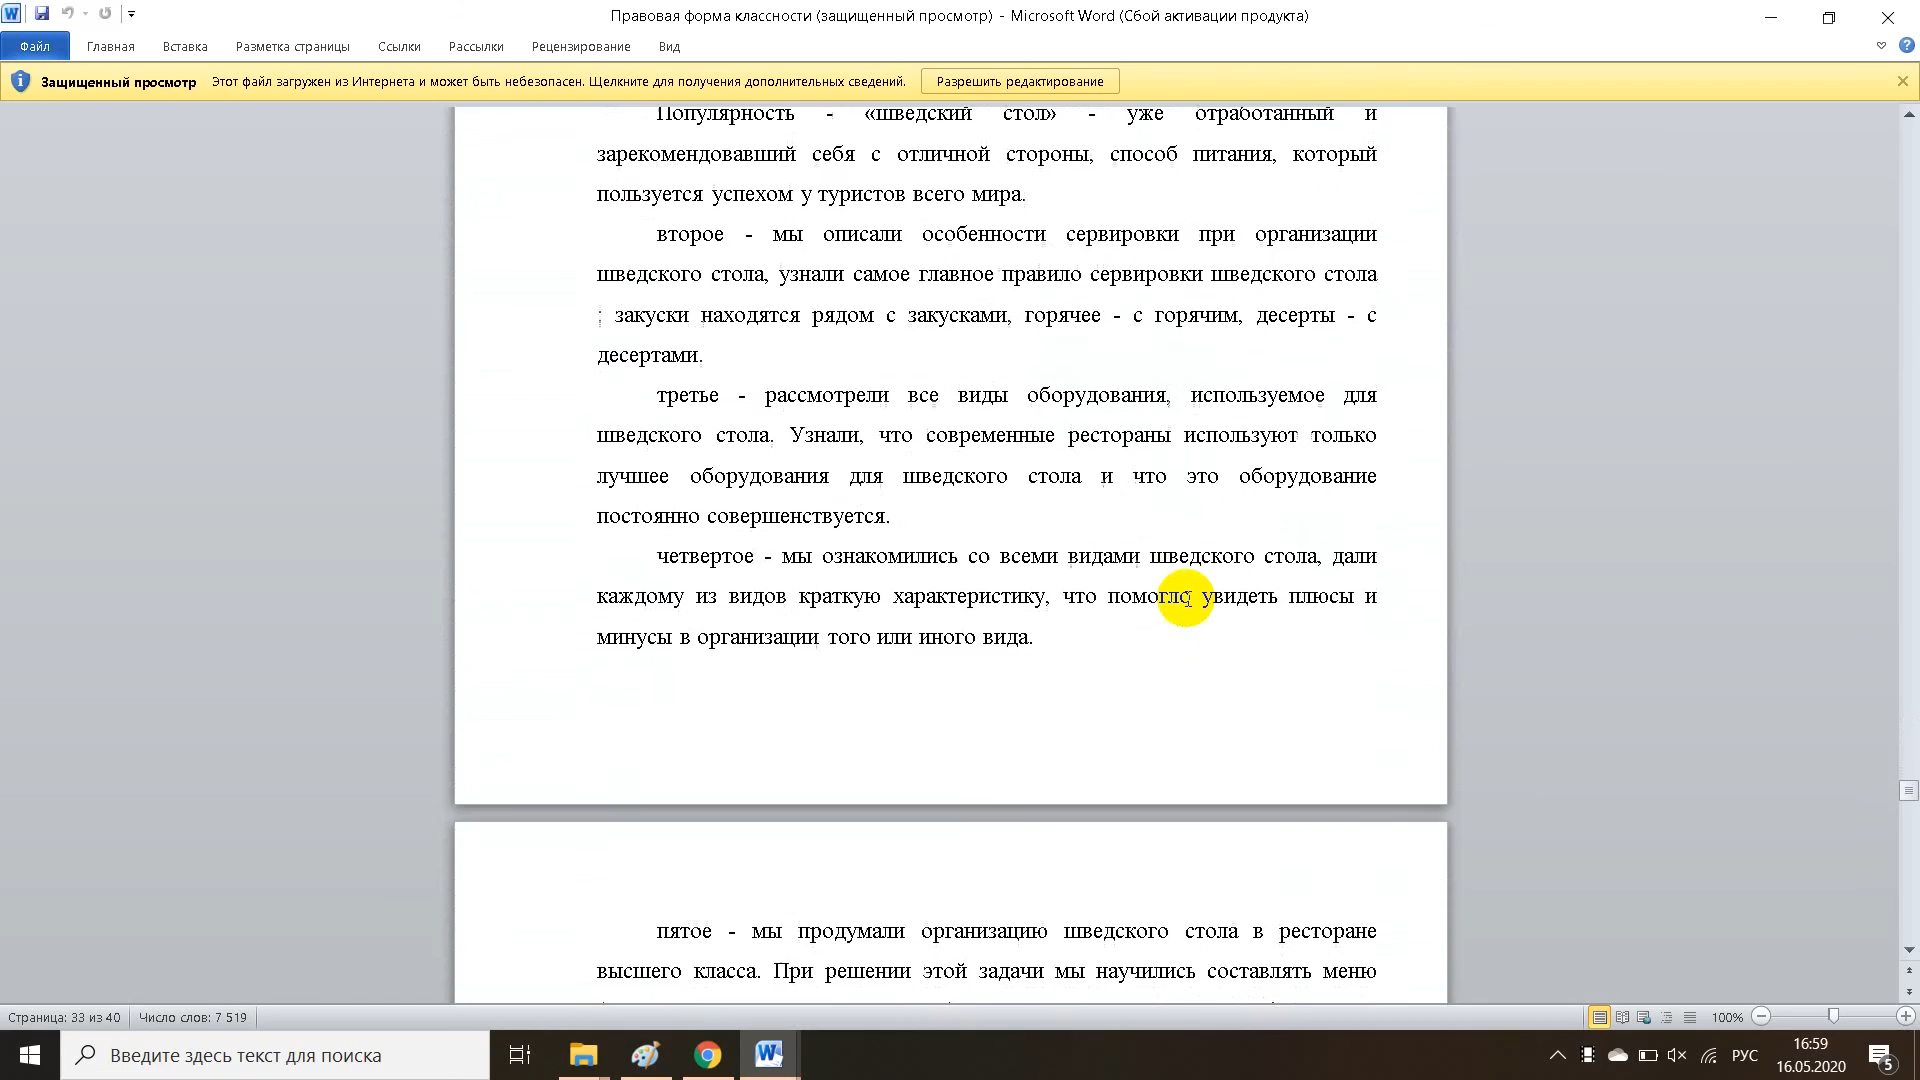 Правовая форма классности (защищенный просмотр) - Microsoft Word (Сбой активации продукта)
Файл Главная Вставка Разметка страницы Ссылки Рассылки Рецензирование Вид
Защищенный просмотр Этот файл загружен из Интернета и может быть небезопасен. Щелкните для получения дополнительных сведений. Разрешить редактирование
Популярность - «шведский стол» - уже отработанный и
зарекомендовавший себя с отличной стороны, способ питания, который
пользуется успехом у туристов всего мира.
второе - мы описали особенности сервировки при организации
шведского стола, узнали самое главное правило сервировки шведского стола
; закуски находятся рядом с закусками, горячее - с горячим, десерты - с
десертами.
третье - рассмотрели все виды оборудования, используемое для
шведского стола. Узнали, что современные рестораны используют только
лучшее оборудования для шведского стола и что это оборудование
постоянно совершенствуется.
четвертое - мы ознакомились со всеми видами шведского стола, дали
каждому из видов краткую характеристику, что помогло увидеть плюсы и
минусы в организации того или иного вида.
пятое - мы продумали организацию шведского стола в ресторане
высшего класса. При решении этой задачи мы научились составлять меню
Страница: 33 из 40 Число слов: 7 519 100%
Введите здесь текст для поиска
РУС
16:59
16.05.2020
5